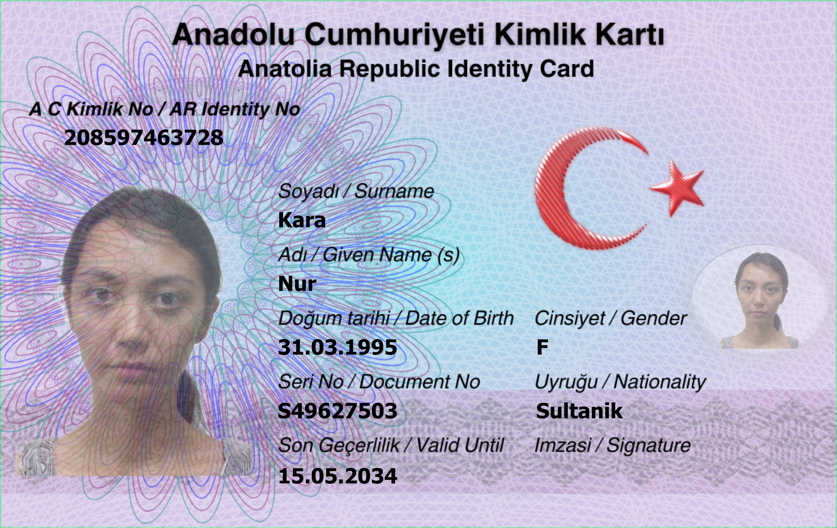 Anadolu Cumhuriyeti Kimlik Kartı
Anatolia Republic Identity Card
A C Kimlik No / AR Identity No
208597463728
Soyadı / Surname
Kara
Adı / Given Name (s)
Nur
Doğum tarihi / Date of Birth Cinsiyet / Gender
31.03.1995 F
Seri No / Document No Uyruğu / Nationality
S49627503 Sultanik
Son Geçerlilik / Valid Until Imzasi / Signature
15.05.2034